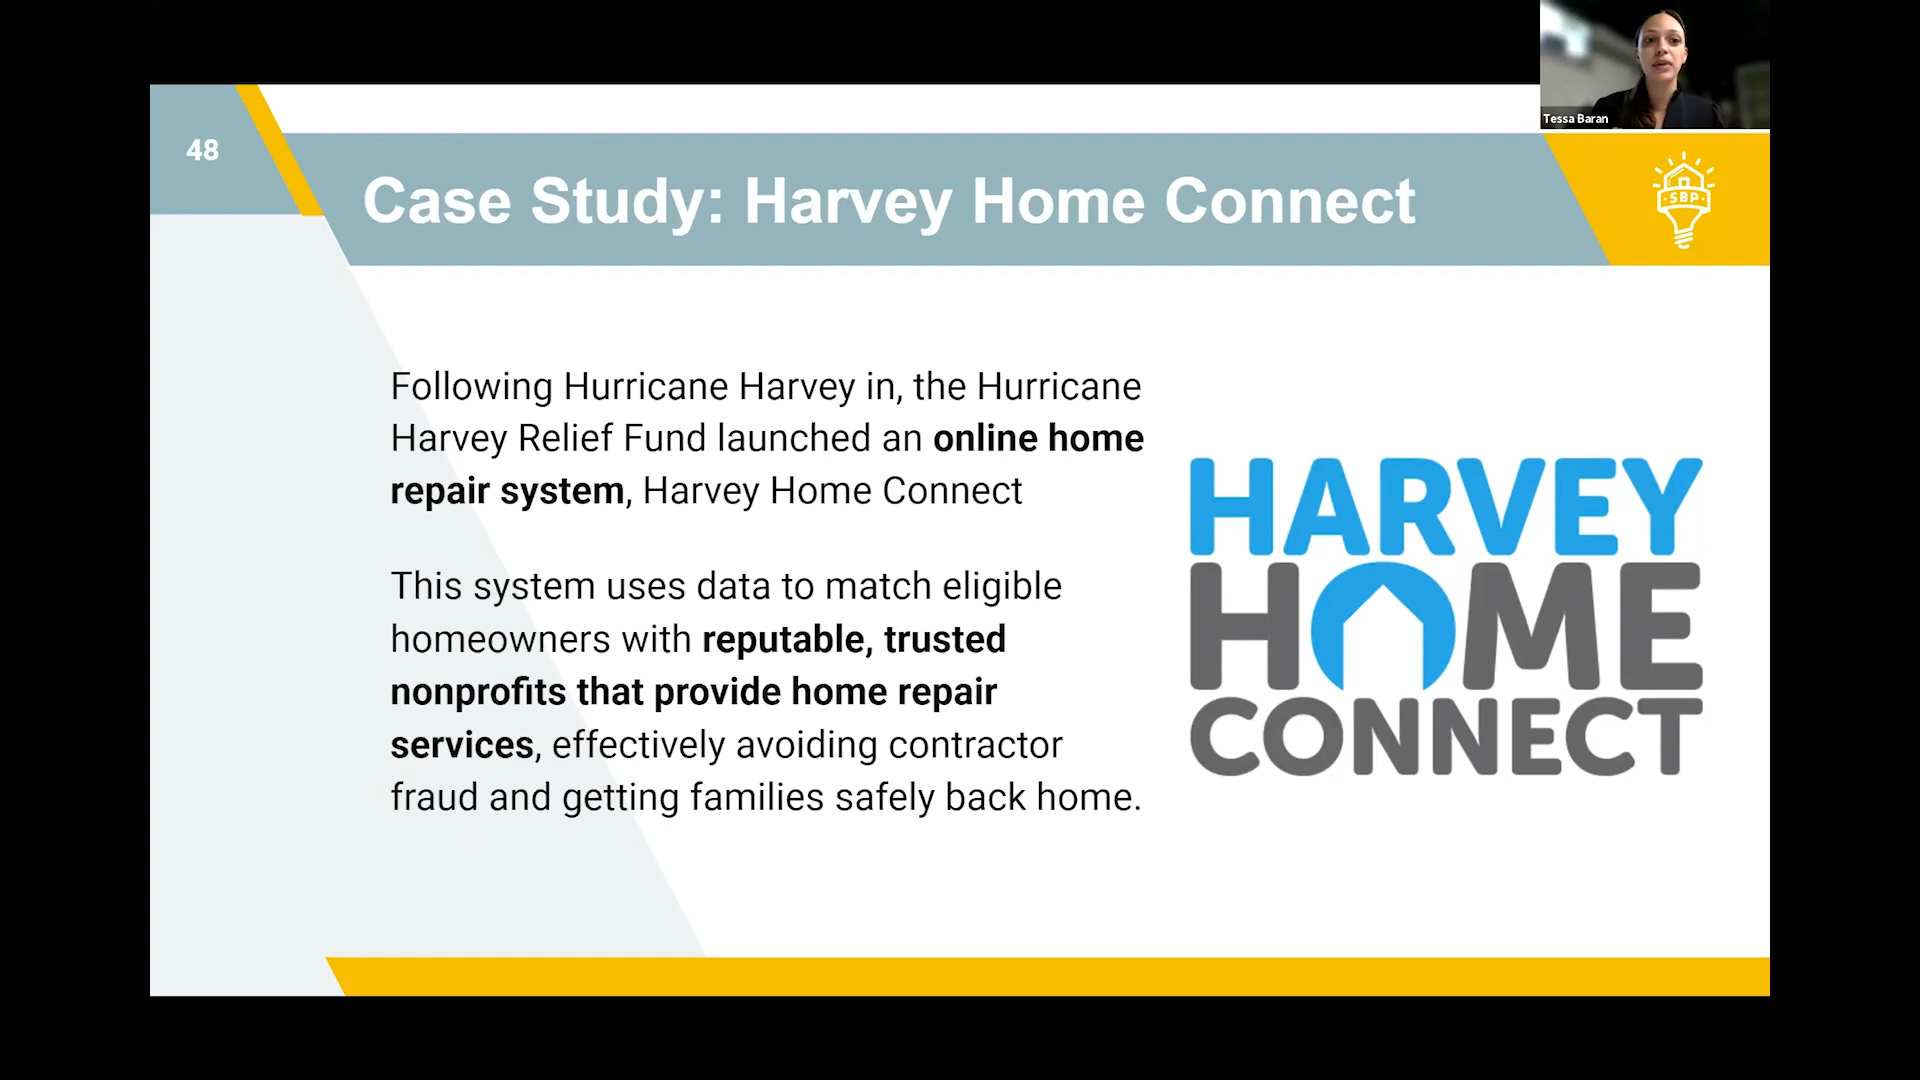 Tessa Baran
48
Case Study: Harvey Home Connect
SBP
Following Hurricane Harvey in, the Hurricane
Harvey Relief Fund launched an online home
repair system, Harvey Home Connect
This system uses data to match eligible
homeowners with reputable, trusted
nonprofits that provide home repair
services, effectively avoiding contractor
fraud and getting families safely back home.
HARVEY
HOME
CONNECT